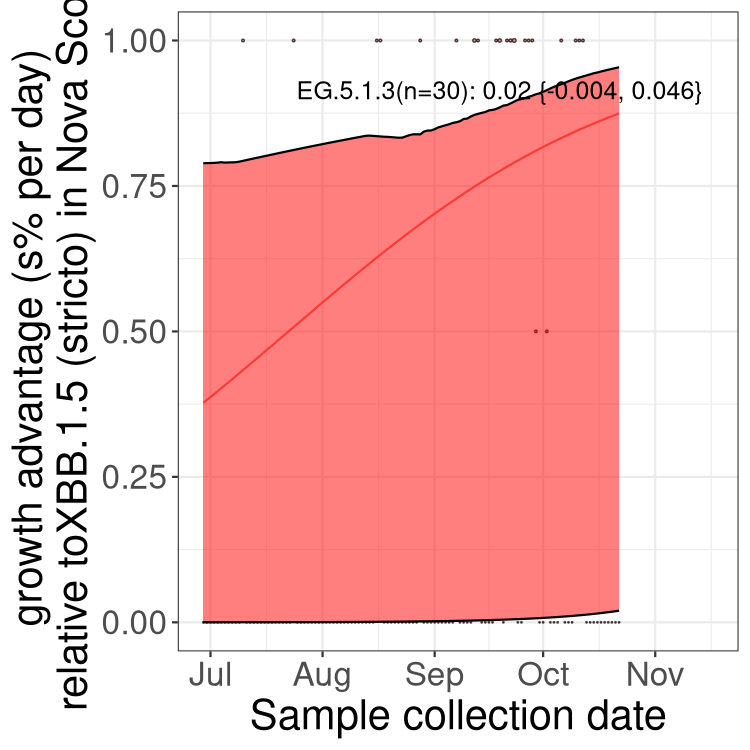 growth advantage (s% per day)
relative toXBB.1.5 (stricto) in Nova Sco
1.00
0.75
0.50
0.25
0.00
EG.5.1.3(n=30): 0.02 {-0.004, 0.046}
Jul Aug Sep Oct Nov
Sample collection date